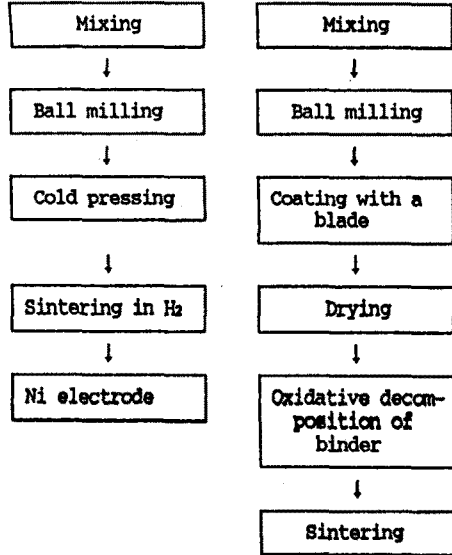 Mixing
↓
Ball milling
↓
Cold pressing
↓
Sintering in H₂
↓
Ni electrode
Mixing
↓
Ball milling
↓
Coating with a
blade
↓
Drying
↓
Oxidative decom-
position of
binder
↓
Sintering